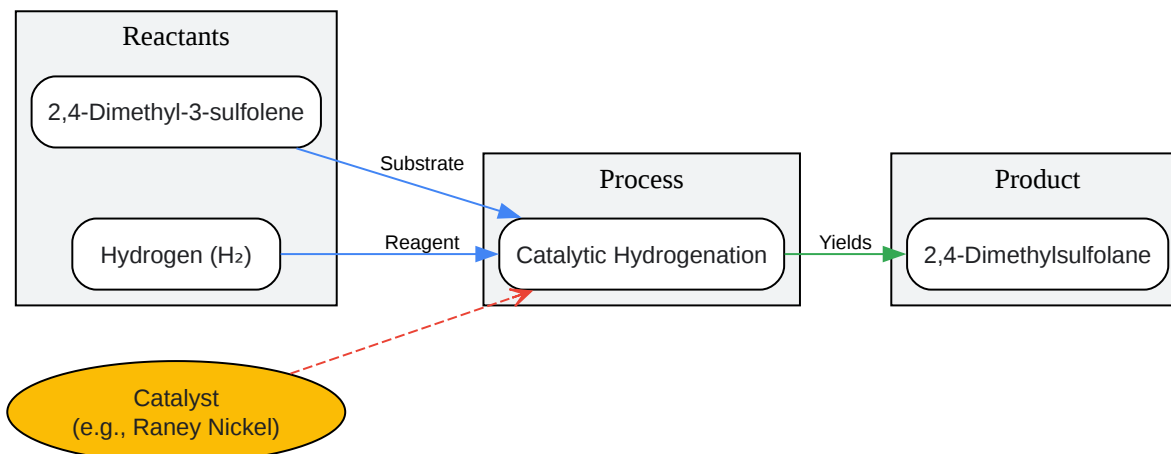 Reactants
2,4-Dimethyl-3-sulfolene
Substrate
Process
Product
Hydrogen (H₂)
Reagent
Catalytic Hydrogenation
Yields
2,4-Dimethylsulfolane
Catalyst
(e.g., Raney Nickel)